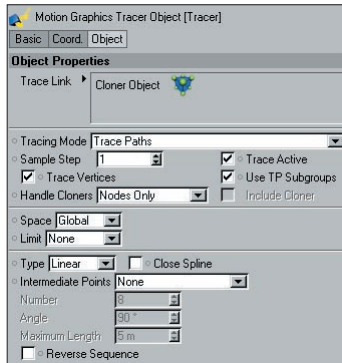 Motion Graphics Tracer Object [Tracer]
Basic Coord. Object
Object Properties
Trace Link Cloner Object
Tracing Mode Trace Paths
Sample Step 1 Trace Active
Trace Vertices Use TP Subgroups
Handle Cloners Nodes Only Include Cloner
Space Global
Limit None
Type Linear Close Spline
Intermediate Points None
Number 8
Angle 90 °
Maximum Length 5 m
Reverse Sequence